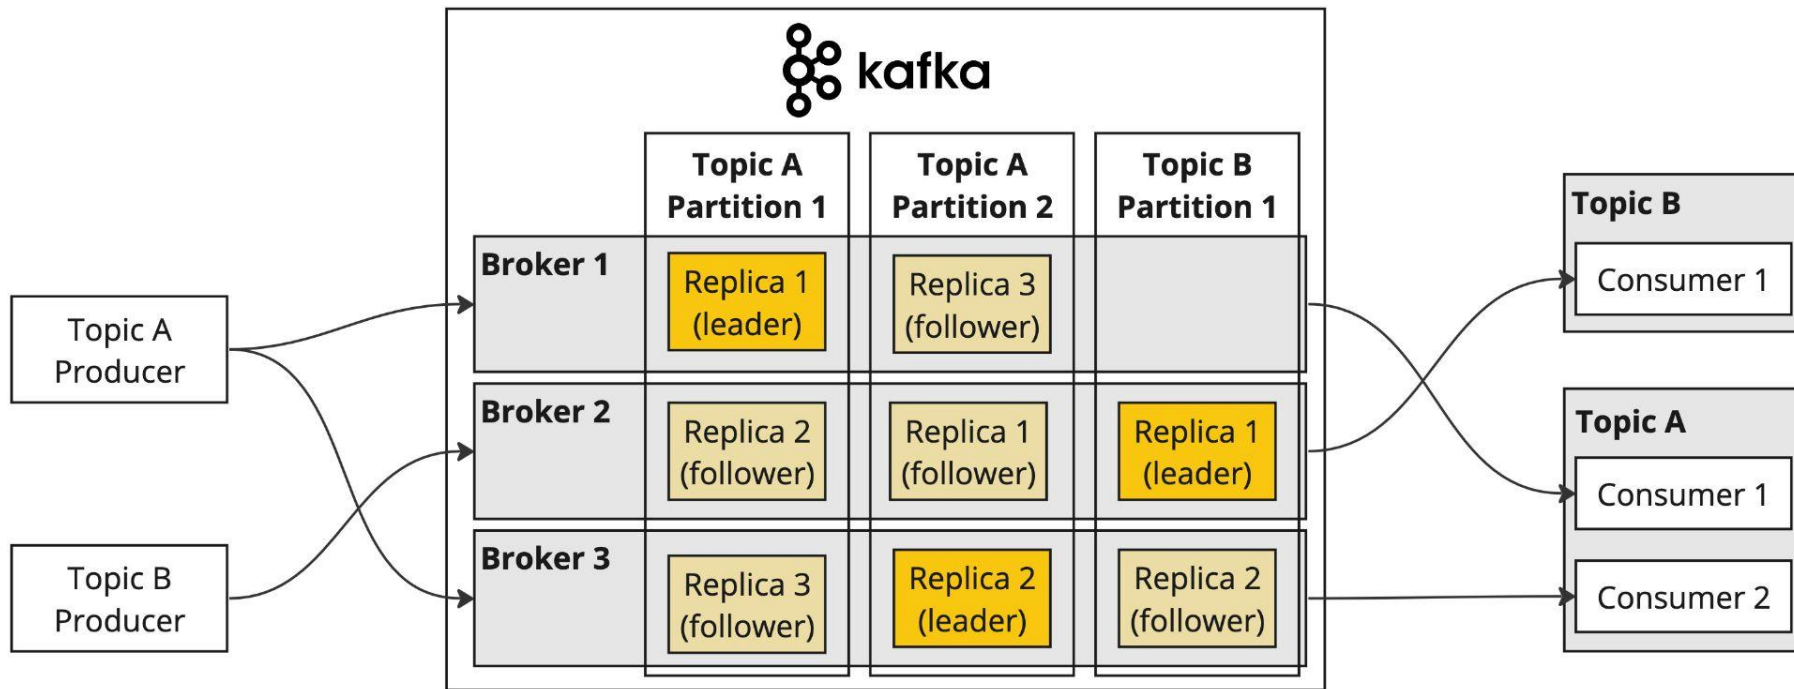 kafka
Topic A
Partition 1
Topic A
Partition 2
Topic B
Partition 1
Broker 1
Replica 1
(leader)
Replica 3
(follower)
Broker 2
Replica 2
(follower)
Replica 1
(follower)
Replica 1
(leader)
Broker 3
Replica 3
(follower)
Replica 2
(leader)
Replica 2
(follower)
Topic A
Producer
Topic B
Producer
Topic B
Consumer 1
Topic A
Consumer 1
Consumer 2